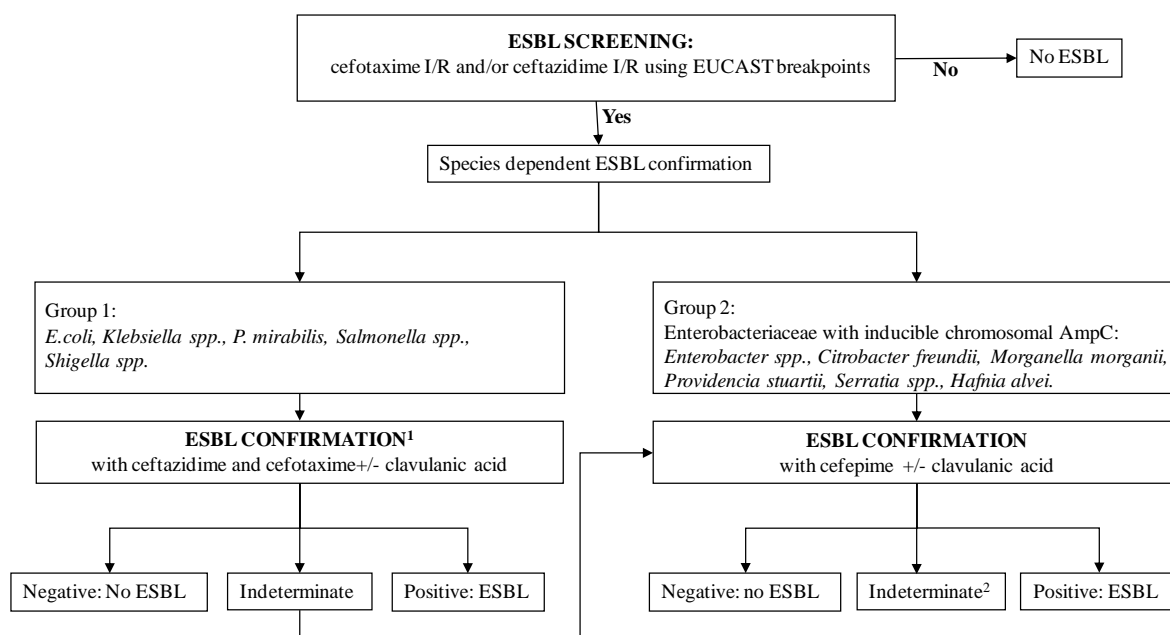 ESBL SCREENING:
cefotaxime I/R and/or ceftazidime I/R using EUCAST breakpoints
No
No ESBL
Yes
Species dependent ESBL confirmation
Group 1:
E.coli, Klebsiella spp., P. mirabilis, Salmonella spp.,
Shigella spp.
Group 2:
Enterobacteriaceae with inducible chromosomal AmpC:
Enterobacter spp., Citrobacter freundii, Morganella morganii,
Providencia stuartii, Serratia spp., Hafnia alvei.
ESBL CONFIRMATION¹
with ceftazidime and cefotaxime+/- clavulanic acid
ESBL CONFIRMATION
with cefepime +/- clavulanic acid
Negative: No ESBL
Indeterminate
Positive: ESBL
Negative: no ESBL
Indeterminate²
Positive: ESBL